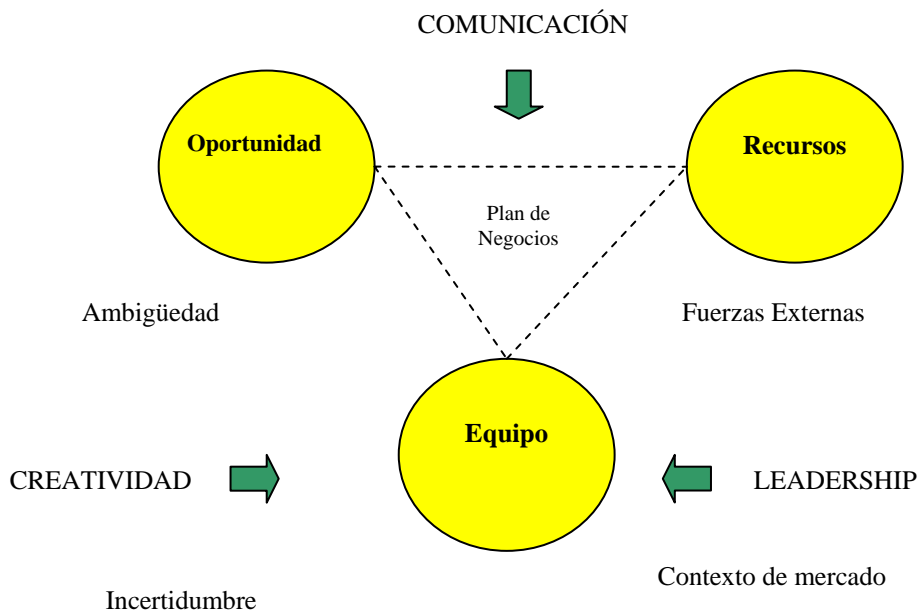 COMUNICACIÓN
Oportunidad
Recursos
Plan de
Negocios
Ambigüedad
Fuerzas Externas
Equipo
CREATIVIDAD
LEADERSHIP
Contexto de mercado
Incertidumbre